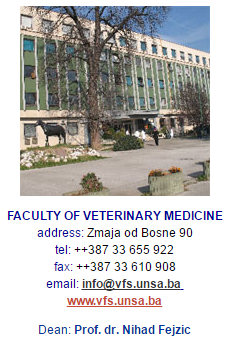 FACULTY OF VETERINARY MEDICINE
address: Zmaja od Bosne 90
tel: ++387 33 655 922
fax: ++387 33 610 908
email: info@vfs.unsa.ba
www.vfs.unsa.ba
Dean: Prof. dr. Nihad Fejzic